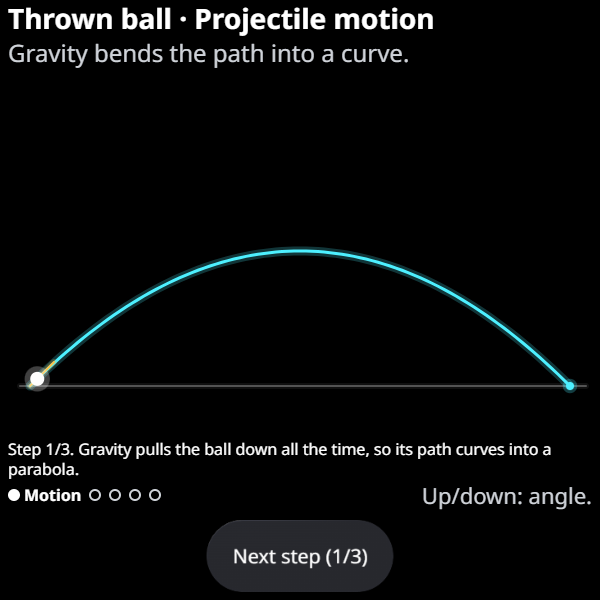 Thrown ball · Projectile motion
Gravity bends the path into a curve.
Step 1/3. Gravity pulls the ball down all the time, so its path curves into a
parabola.
Motion
Up/down: angle.
Next step (1/3)